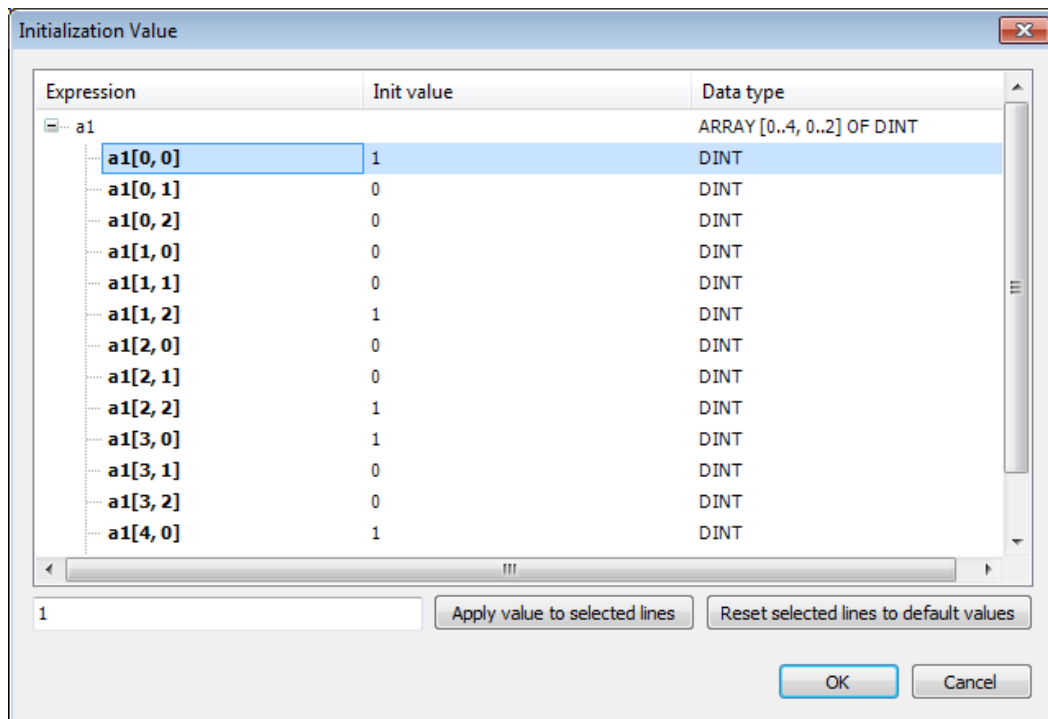 Initialization Value
Expression Init value Data type
a1 ARRAY [0..4, 0..2] OF DINT
a1[0, 0] 1 DINT
a1[0, 1] 0 DINT
a1[0, 2] 0 DINT
a1[1, 0] 0 DINT
a1[1, 1] 0 DINT
a1[1, 2] 1 DINT
a1[2, 0] 0 DINT
a1[2, 1] 0 DINT
a1[2, 2] 1 DINT
a1[3, 0] 1 DINT
a1[3, 1] 0 DINT
a1[3, 2] 0 DINT
a1[4, 0] 1 DINT
1 Apply value to selected lines Reset selected lines to default values
OK Cancel